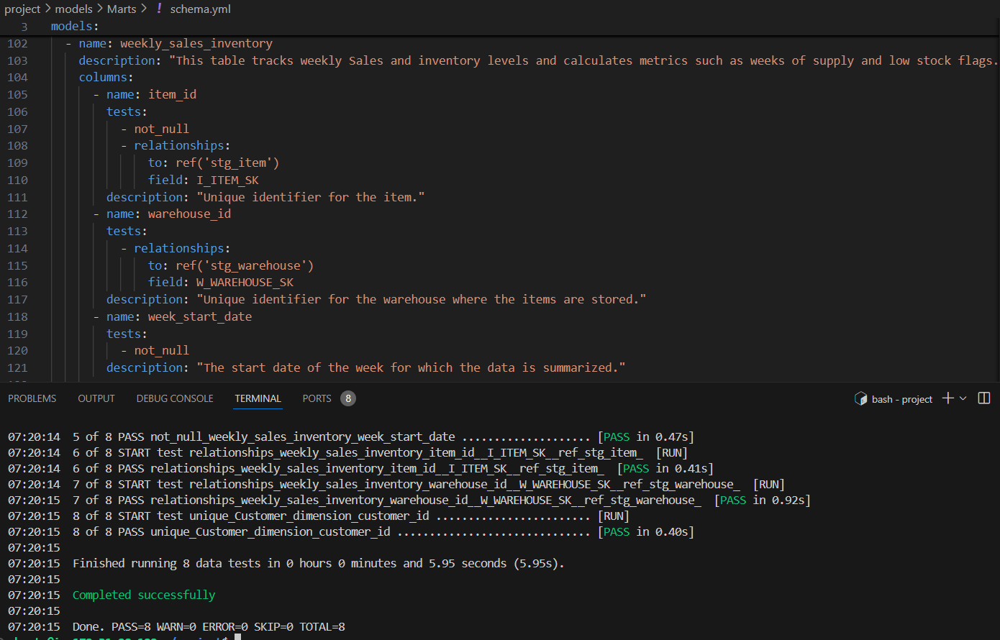 project > models > Marts > ! schema.yml
3 models:
102 - name: weekly_sales_inventory
103 description: "This table tracks weekly Sales and inventory levels and calculates metrics such as weeks of supply and low stock flags.
104 columns:
105 - name: item_id
106 tests:
107 - not_null
108 - relationships:
109 to: ref('stg_item')
110 field: I_ITEM_SK
111 description: "Unique identifier for the item."
112 - name: warehouse_id
113 tests:
114 - relationships:
115 to: ref('stg_warehouse')
116 field: W_WAREHOUSE_SK
117 description: "Unique identifier for the warehouse where the items are stored."
118 - name: week_start_date
119 tests:
120 - not_null
121 description: "The start date of the week for which the data is summarized."
PROBLEMS OUTPUT DEBUG CONSOLE TERMINAL PORTS 8 bash - project
07:20:14 5 of 8 PASS not_null_weekly_sales_inventory_week_start_date .................... [PASS in 0.47s]
07:20:14 6 of 8 START test relationships_weekly_sales_inventory_item_id__I_ITEM_SK__ref_stg_item_ [RUN]
07:20:14 6 of 8 PASS relationships_weekly_sales_inventory_item_id__I_ITEM_SK__ref_stg_item_ [PASS in 0.41s]
07:20:14 7 of 8 START test relationships_weekly_sales_inventory_warehouse_id__W_WAREHOUSE_SK__ref_stg_warehouse_ [RUN]
07:20:15 7 of 8 PASS relationships_weekly_sales_inventory_warehouse_id__W_WAREHOUSE_SK__ref_stg_warehouse_ [PASS in 0.92s]
07:20:15 8 of 8 START test unique_Customer_dimension_customer_id ........................ [RUN]
07:20:15 8 of 8 PASS unique_Customer_dimension_customer_id .............................. [PASS in 0.40s]
07:20:15
07:20:15 Finished running 8 data tests in 0 hours 0 minutes and 5.95 seconds (5.95s).
07:20:15
07:20:15 Completed successfully
07:20:15
07:20:15 Done. PASS=8 WARN=0 ERROR=0 SKIP=0 TOTAL=8